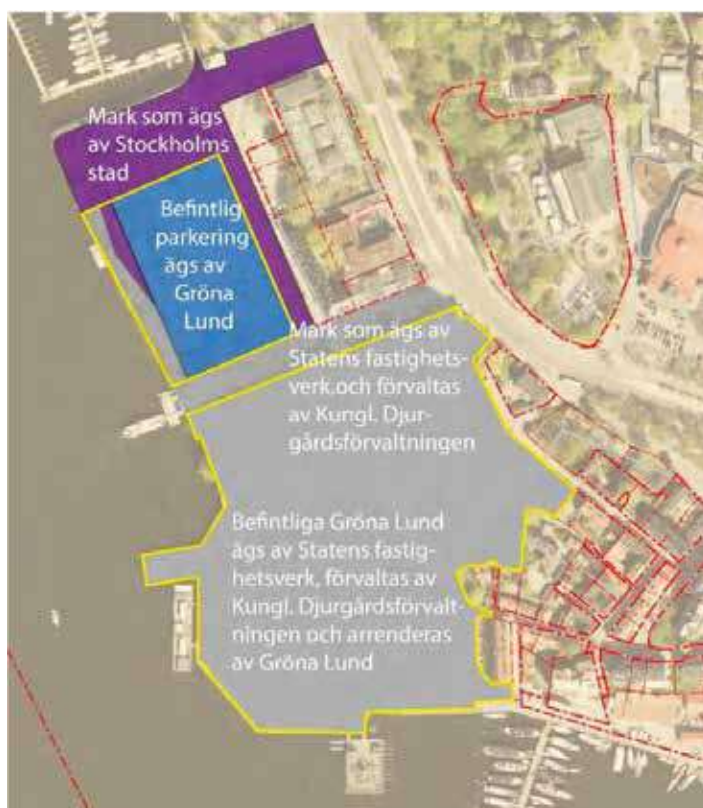 Mark som ägs
av Stockholms
stad
Befintlig
parkering
ägs av
Gröna
Lund
Mark som ägs av
Statens fastighets-
verk.och förvaltas
av Kungl. Djur-
gårdsförvaltningen
Befintliga Gröna Lund
ägs av Statens fastig-
hetsverk, förvaltas av
Kungl. Djurgårdsförvalt-
ningen och arrenderas
av Gröna Lund